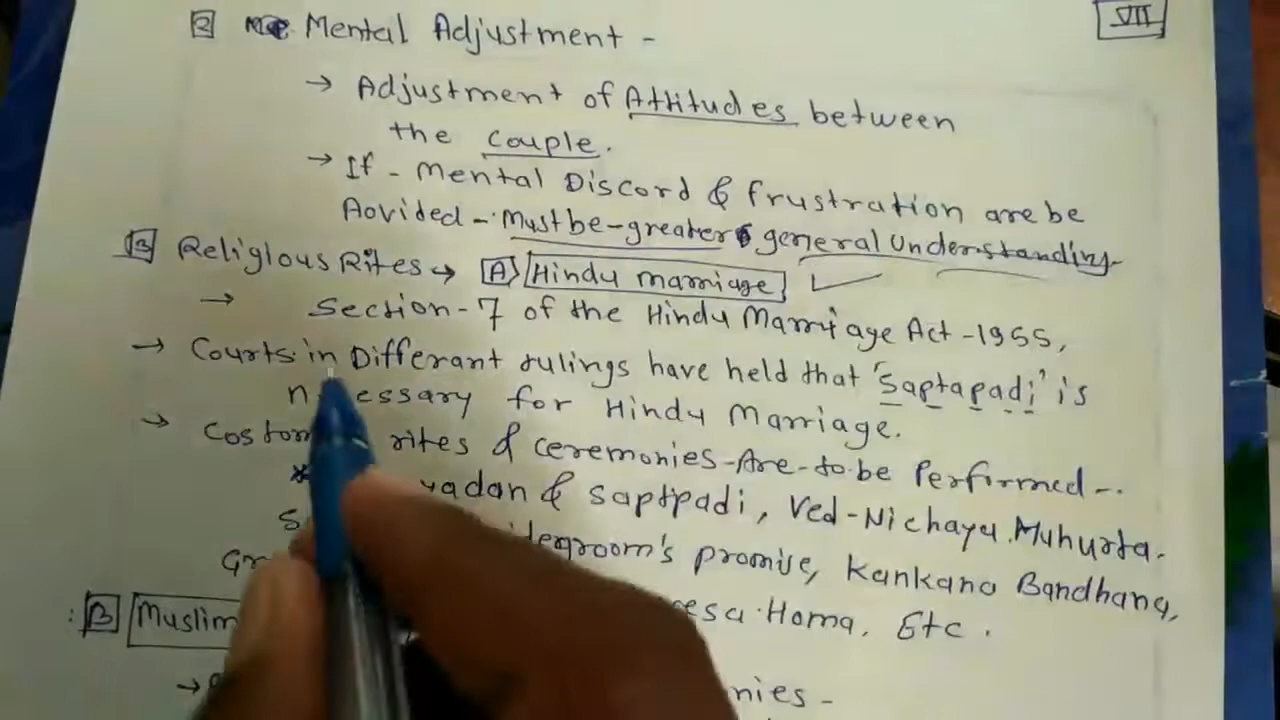 VII
2 Mental Adjustment -
→ Adjustment of Attitudes between
the couple.
→ If - Mental Discord & frustration are be
Aovided - Must be - greater & general Understanding
3 Religious Rites → A Hindu marriage
→ Section - 7 of the Hindu Marriage Act - 1955,
→ Courts in Differant rulings have held that 'Saptapadi' is
necessary for Hindu Marriage.
→ rites & ceremonies - Are - to be Performed -.
& saptpadi, Ved - Nichaya Muhurta.
promise, Kankana Bandhana,
Homa, Etc.
B Muslim
→